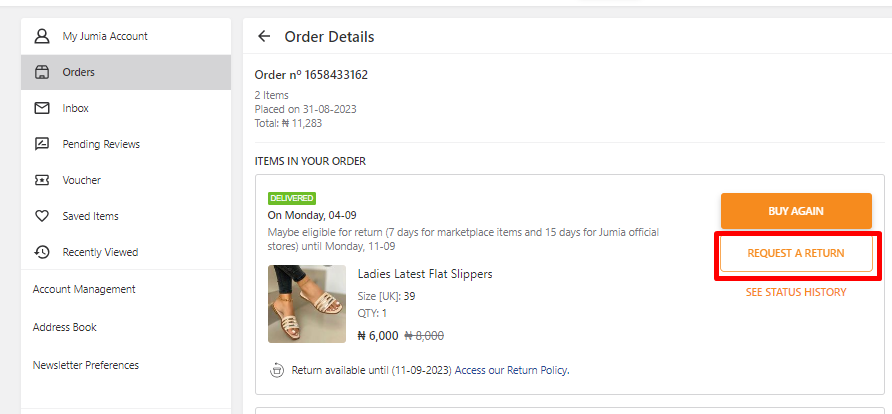 My Jumia Account
Orders
Inbox
Pending Reviews
Voucher
Saved Items
Recently Viewed
Account Management
Address Book
Newsletter Preferences
Order Details
Order nº 1658433162
2 Items
Placed on 31-08-2023
Total: ₦ 11,283
ITEMS IN YOUR ORDER
DELIVERED
On Monday, 04-09
Maybe eligible for return (7 days for marketplace items and 15 days for Jumia official
stores) until Monday, 11-09
Ladies Latest Flat Slippers
Size [UK]: 39
QTY: 1
₦ 6,000 ₦ 8,000
Return available until (11-09-2023) Access our Return Policy.
BUY AGAIN
REQUEST A RETURN
SEE STATUS HISTORY